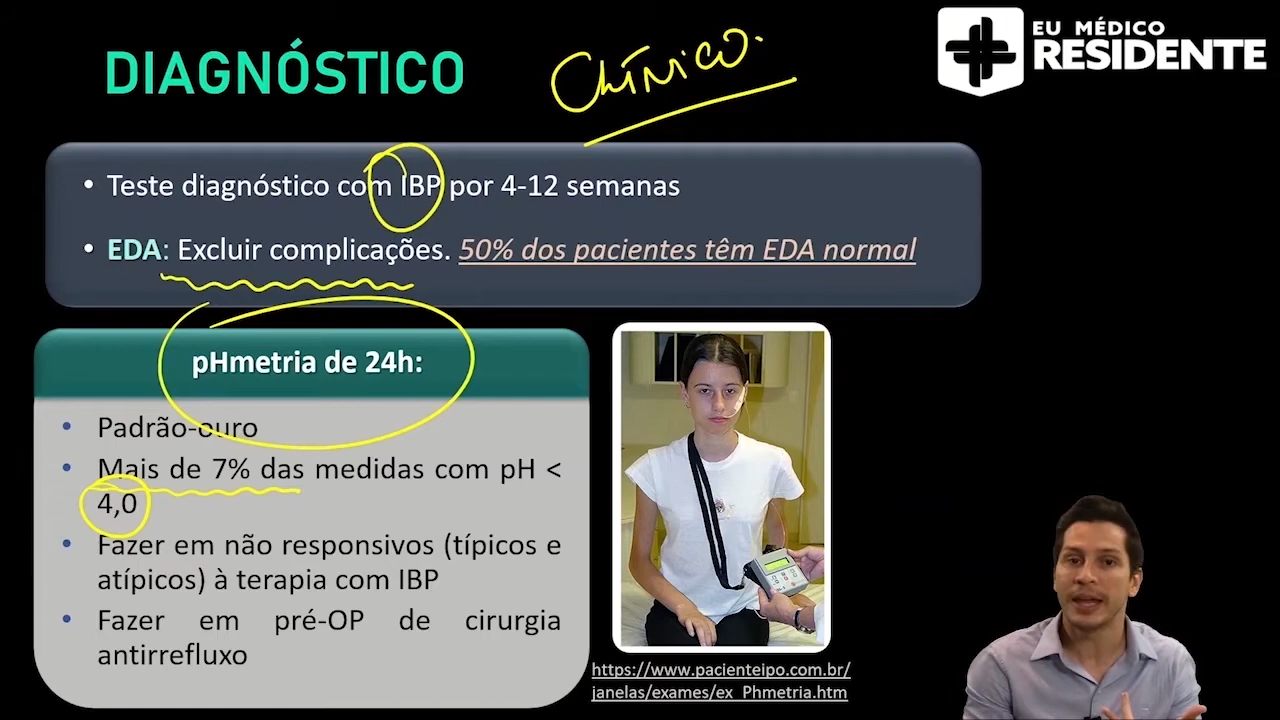 DIAGNÓSTICO
Clínico.
EU MÉDICO
RESIDENTE
• Teste diagnóstico com IBP por 4-12 semanas
• EDA: Excluir complicações. 50% dos pacientes têm EDA normal
pHmetria de 24h:
• Padrão-ouro
• Mais de 7% das medidas com pH <
4,0
• Fazer em não responsivos (típicos e
atípicos) à terapia com IBP
• Fazer em pré-OP de cirurgia
antirrefluxo
https://www.pacienteipo.com.br/
janelas/exames/ex_Phmetria.htm